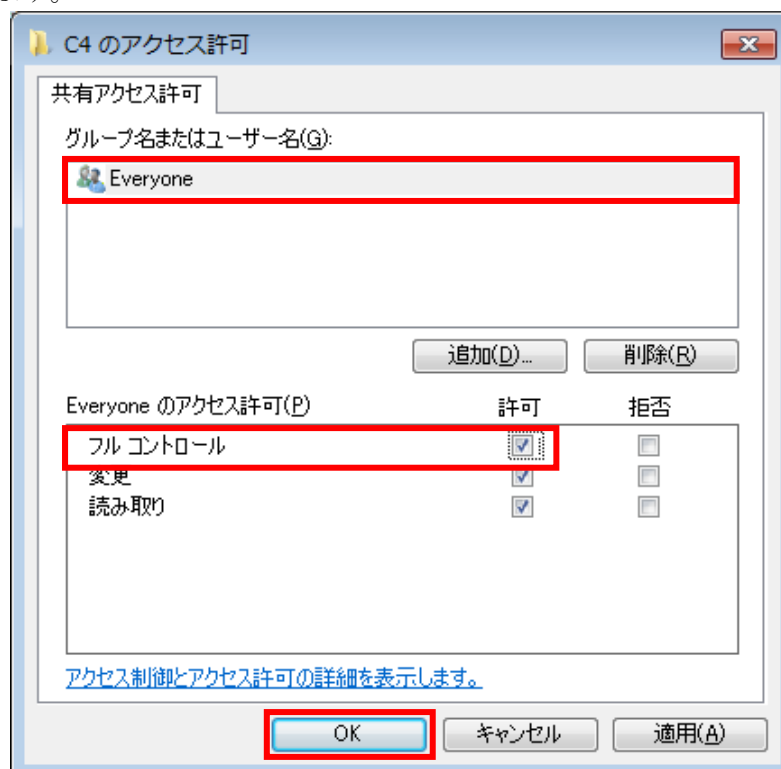 ます。
C4 のアクセス許可
共有アクセス許可
グループ名またはユーザー名(G):
Everyone
追加(D)... 削除(R)
Everyone のアクセス許可(P) 許可 拒否
フル コントロール
変更
読み取り
アクセス制御とアクセス許可の詳細を表示します。
OK キャンセル 適用(A)